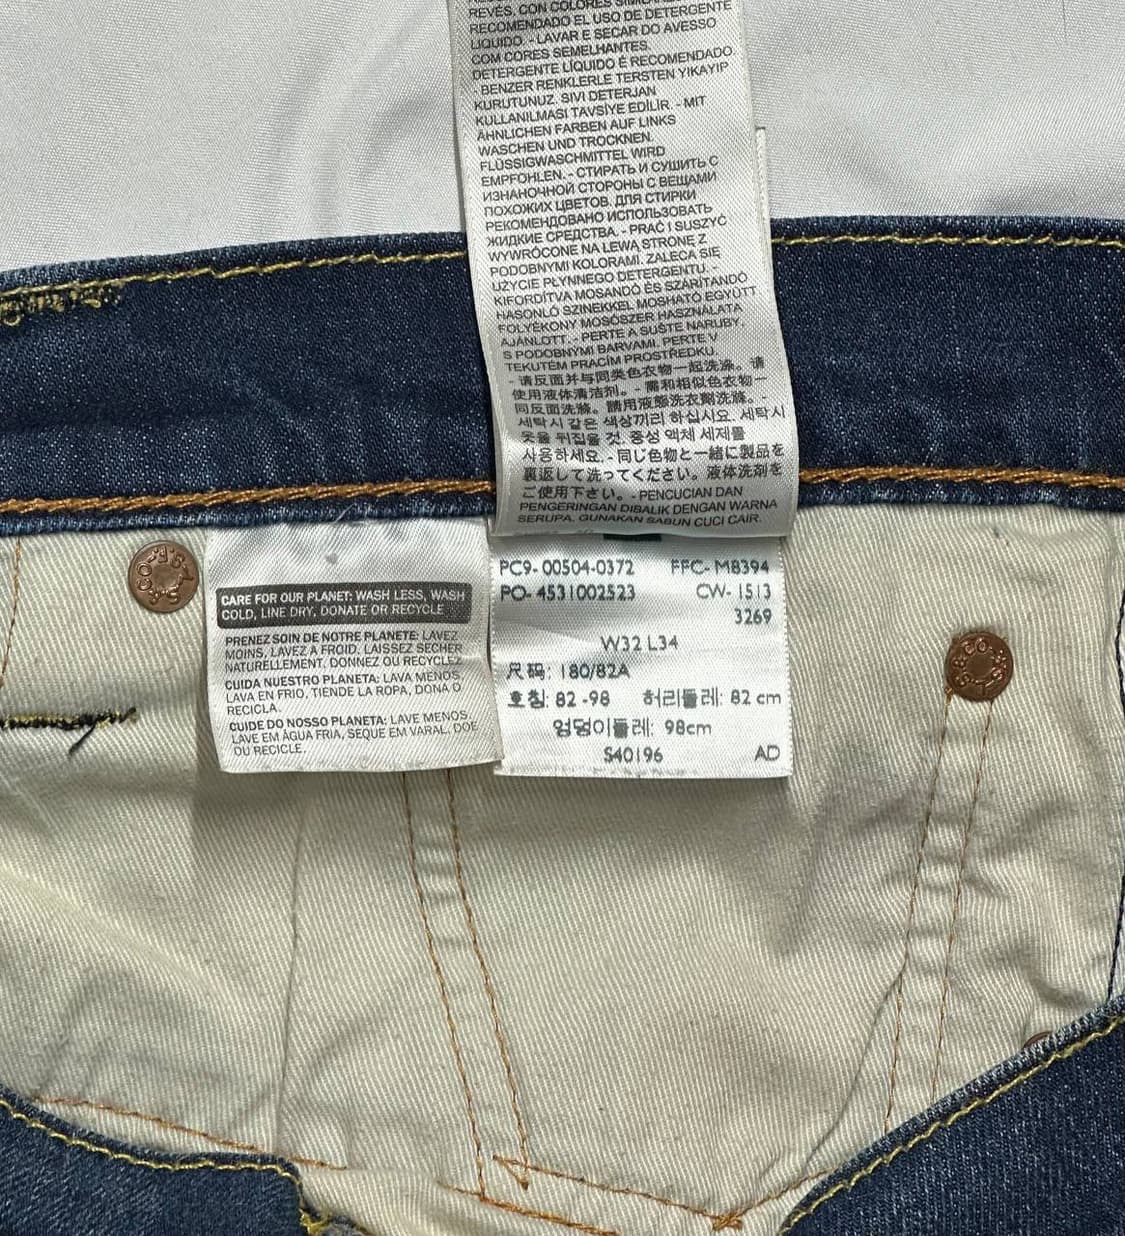 REVÉS, CON COLORES
RECOMENDADO EL USO DE DETERGENTE
LIQUIDO. - LAVAR E SECAR DO AVESSO
COM CORES SEMELHANTES.
DETERGENTE LÍQUIDO É RECOMENDADO.
- BENZER RENKLERLE TERSTEN YIKAYIP
KURUTUNUZ. SIVI DETERJAN
KULLANILMASI TAVSİYE EDİLİR. - MIT
ÄHNLICHEN FARBEN AUF LINKS
WASCHEN UND TROCKNEN.
FLÜSSIGWASCHMITTEL WIRD
EMPFOHLEN. - СТИРАТЬ И СУШИТЬ С
ИЗНАНОЧНОЙ СТОРОНЫ С ВЕЩАМИ
ПОХОЖИХ ЦВЕТОВ. ДЛЯ СТИРКИ
РЕКОМЕНДОВАНО ИСПОЛЬЗОВАТЬ
ЖИДКИЕ СРЕДСТВА. - PRAĆ I SUSZYĆ
WYWRÓCONE NA LEWĄ STRONĘ Z
PODOBNYMI KOLORAMI. ZALECA SIĘ
UŻYCIE PŁYNNEGO DETERGENTU. -
KIFORDÍTVA MOSANDÓ ÉS SZÁRÍTANDÓ
HASONLÓ SZINEKKEL MOSHATÓ EGYÜTT
FOLYÉKONY MOSÓSZER HASZNÁLATA
AJÁNLOTT. - PERTE A SUŠTE NARUBY,
S PODOBNÝMI BARVAMI. PERTE V
TEKUTÉM PRACÍM PROSTŘEDKU.
- 请反面并与同类色衣物一起洗涤。请
使用液体清洁剂。- 需和相似色衣物一
同反面洗滌。請用液態洗衣劑洗滌。-
세탁시 같은 색상끼리 하십시오. 세탁시
옷을 뒤집을 것. 중성 액체 세제를
사용하세요. - 同じ色物と一緒に製品を
裏返して洗ってください。液体洗剤を
ご使用下さい。- PENCUCIAN DAN
PENGERINGAN DIBALIK DENGAN WARNA
SERUPA. GUNAKAN SABUN CUCI CAIR.
CARE FOR OUR PLANET: WASH LESS, WASH
COLD, LINE DRY, DONATE OR RECYCLE
PRENEZ SOIN DE NOTRE PLANETE: LAVEZ
MOINS, LAVEZ A FROID, LAISSEZ SECHER
NATURELLEMENT, DONNEZ OU RECYCLEZ
CUIDA NUESTRO PLANETA: LAVA MENOS,
LAVA EN FRIO, TIENDE LA ROPA, DONA O
RECICLA.
CUIDE DO NOSSO PLANETA: LAVE MENOS,
LAVE EM ÁGUA FRIA, SEQUE EM VARAL, DOE
OU RECICLE.
PC9- 00504-0372 FFC- M8394
PO- 4531002523 CW- 1513
3269
W32 L34
尺码: 180/82A
호칭: 82 -98 허리둘레: 82 cm
엉덩이둘레: 98cm
S40196 AD
L.S.&CO.
L.S.&CO.